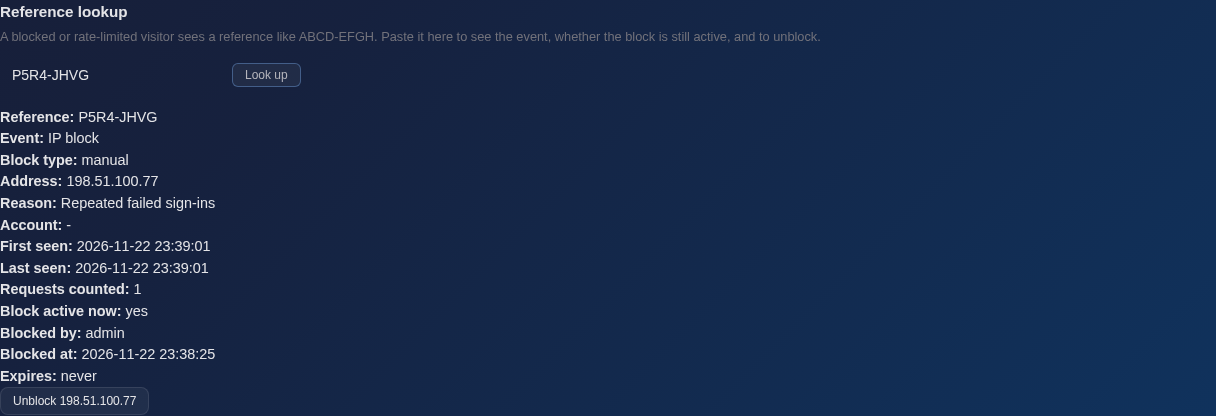 Reference lookup
A blocked or rate-limited visitor sees a reference like ABCD-EFGH. Paste it here to see the event, whether the block is still active, and to unblock.
P5R4-JHVG Look up
Reference: P5R4-JHVG
Event: IP block
Block type: manual
Address: 198.51.100.77
Reason: Repeated failed sign-ins
Account: -
First seen: 2026-11-22 23:39:01
Last seen: 2026-11-22 23:39:01
Requests counted: 1
Block active now: yes
Blocked by: admin
Blocked at: 2026-11-22 23:38:25
Expires: never
Unblock 198.51.100.77